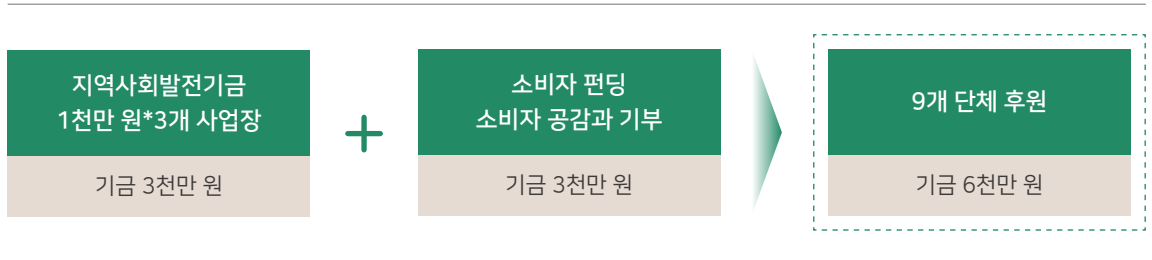 지역사회발전기금
1천만 원*3개 사업장
기금 3천만 원
+
소비자 펀딩
소비자 공감과 기부
기금 3천만 원
9개 단체 후원
기금 6천만 원